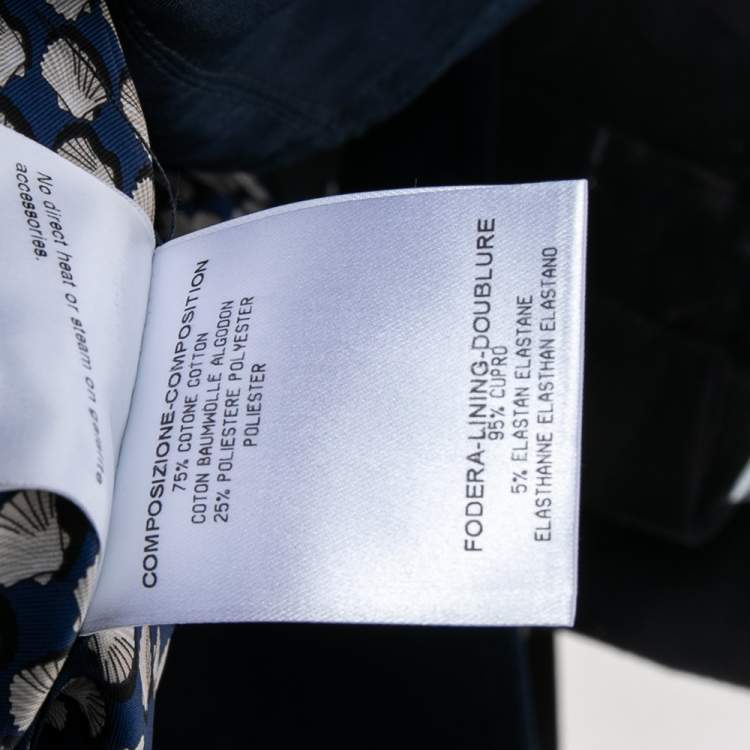 No direct heat or steam on
accessories.
COMPOSIZIONE-COMPOSITION
75% COTONE COTTON
COTON BAUMWOLLE ALGODON
25% POLIESTERE POLYESTER
POLIESTER
FODERA-LINING-DOUBLURE
95% CUPRO
5% ELASTAN ELASTANE
ELASTHANNE ELASTHAN ELASTANO